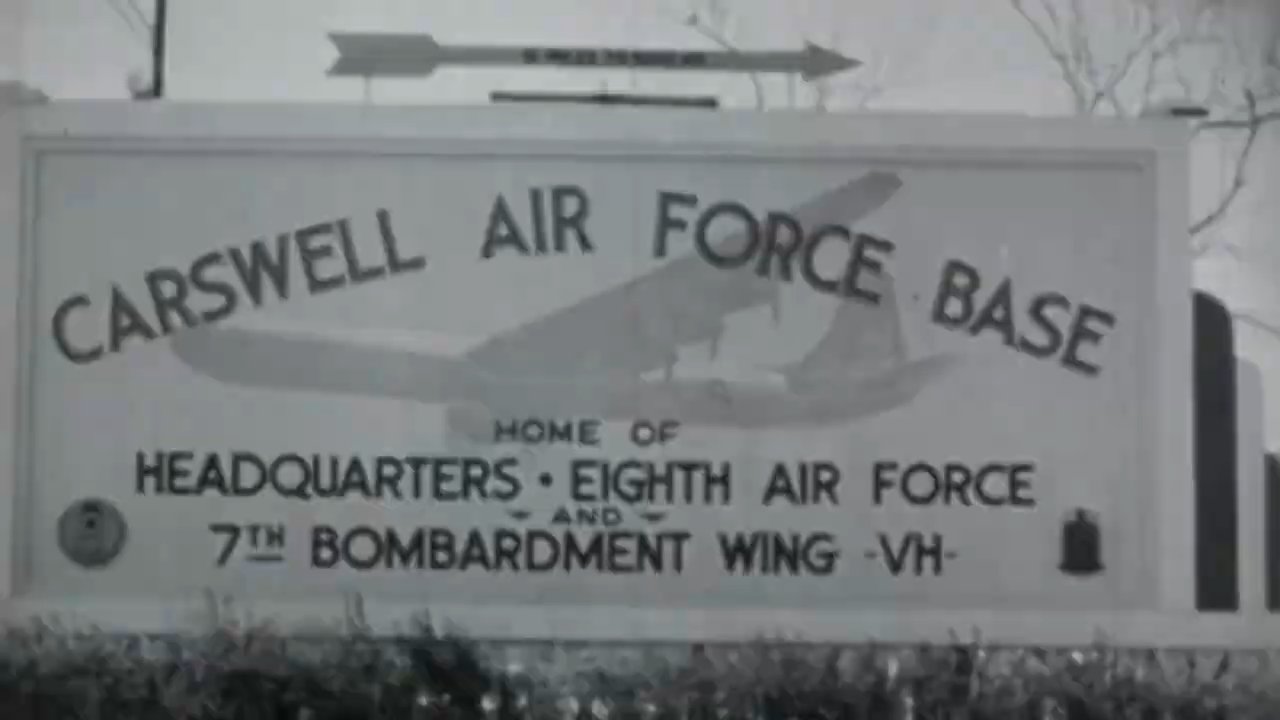 CARSWELL AIR FORCE BASE
HOME OF
HEADQUARTERS • EIGHTH AIR FORCE
AND
7TH BOMBARDMENT WING -VH-